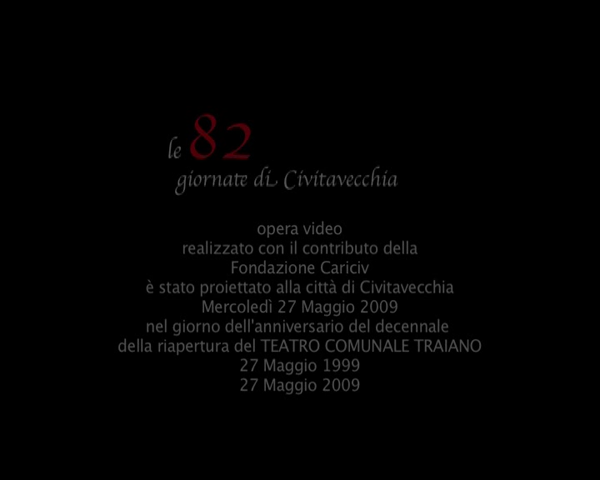 le 82
giornate di Civitavecchia
opera video
realizzato con il contributo della
Fondazione Cariciv
è stato proiettato alla città di Civitavecchia
Mercoledì 27 Maggio 2009
nel giorno dell'anniversario del decennale
della riapertura del TEATRO COMUNALE TRAIANO
27 Maggio 1999
27 Maggio 2009